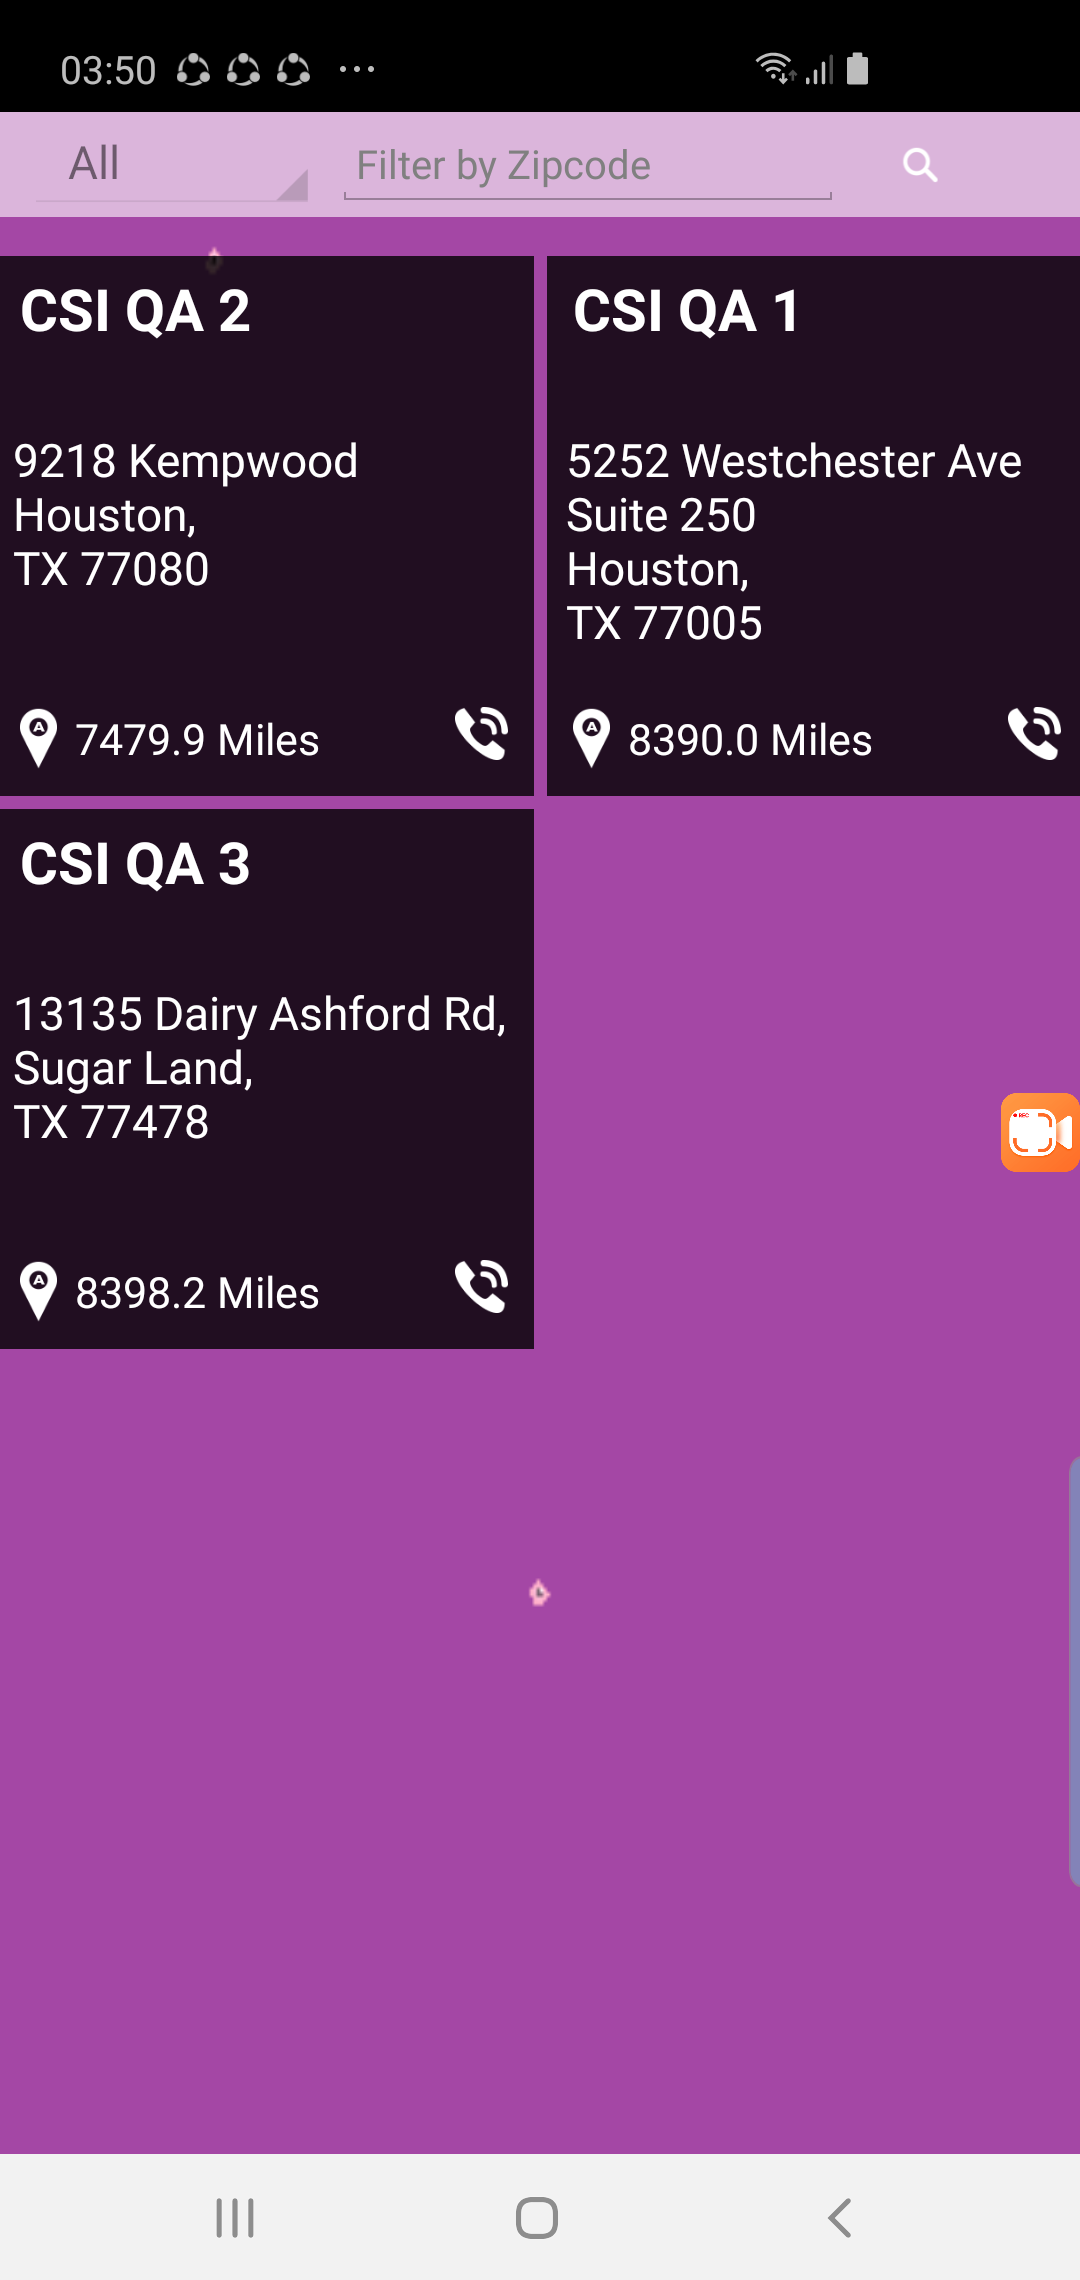 03:50
All
Filter by Zipcode
CSI QA 2
9218 Kempwood
Houston,
TX 77080
7479.9 Miles
CSI QA 1
5252 Westchester Ave
Suite 250
Houston,
TX 77005
8390.0 Miles
CSI QA 3
13135 Dairy Ashford Rd,
Sugar Land,
TX 77478
8398.2 Miles
REC